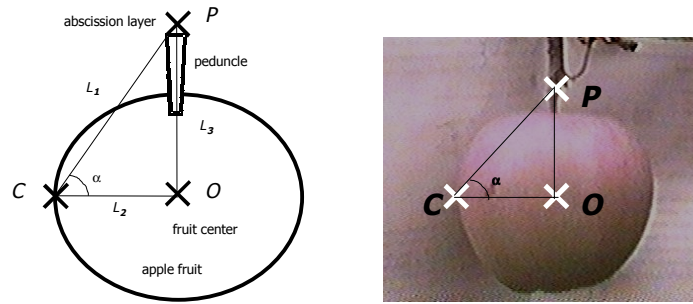 abscission layer
P
peduncle
L1
L3
α
C
O
L2
fruit center
apple fruit
P
α
C
O